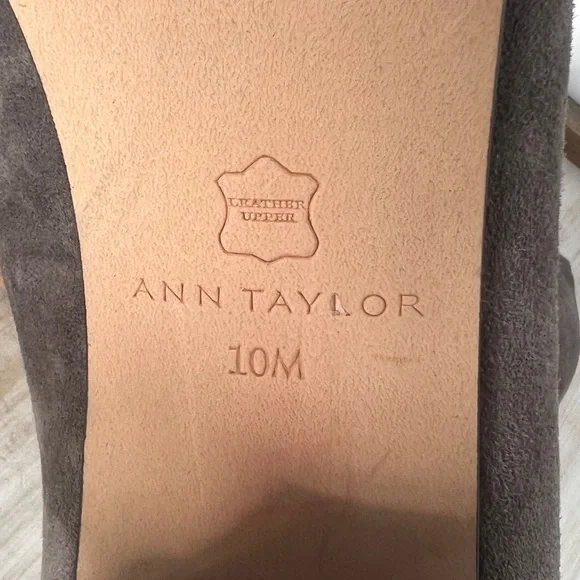 LEATHER
UPPER
ANN TAYLOR
10M